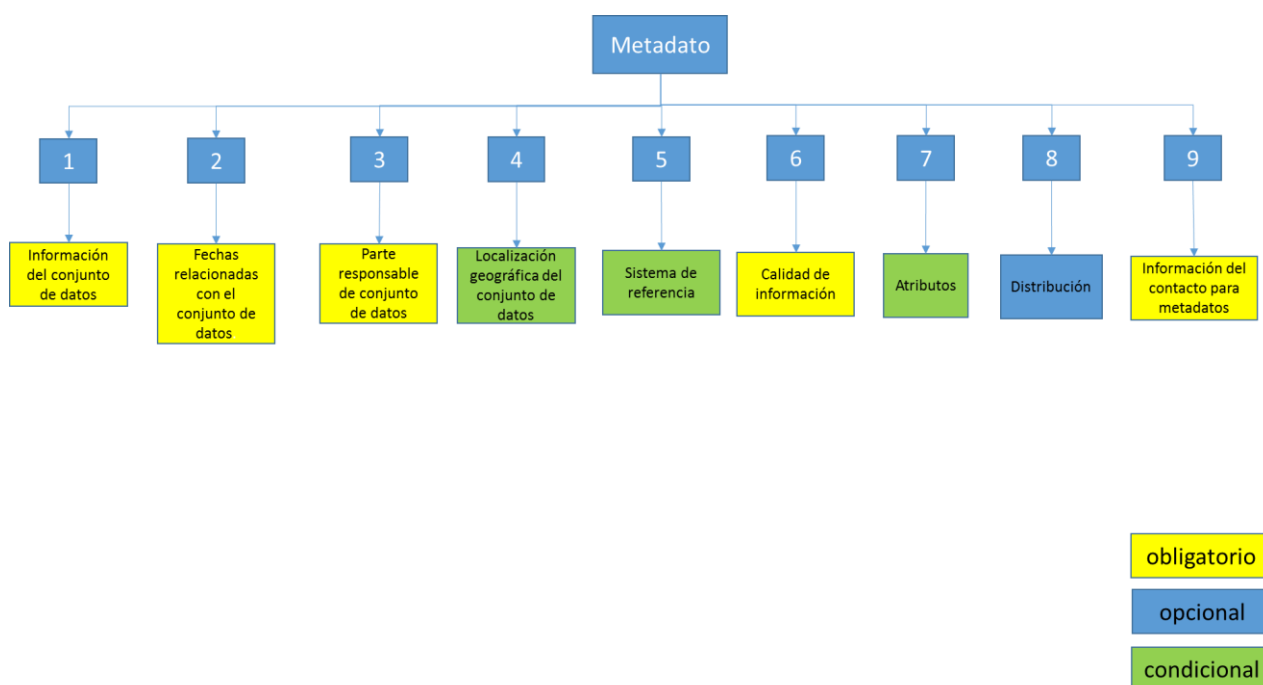 Metadato
1
2
3
4
5
6
7
8
9
Información
del conjunto
de datos
Fechas
relacionadas
con el
conjunto de
datos
Parte
responsable
de conjunto
de datos
Localización
geográfica del
conjunto de
datos
Sistema de
referencia
Calidad de
información
Atributos
Distribución
Información del
contacto para
metadatos
obligatorio
opcional
condicional